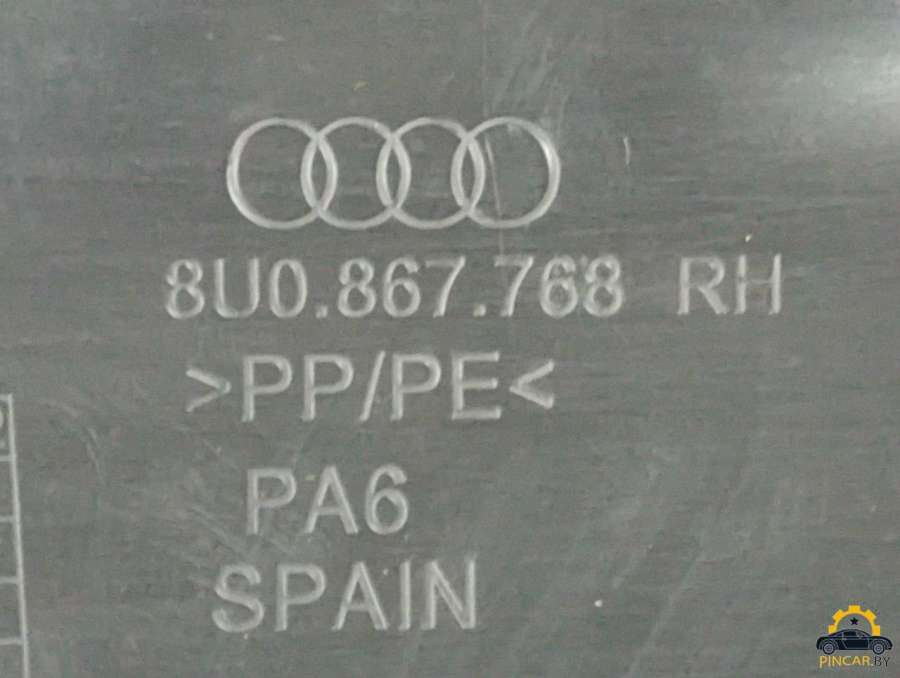 8U0.867.768 RH
>PP/PE<
PA6
SPAIN
PINCAR.BY